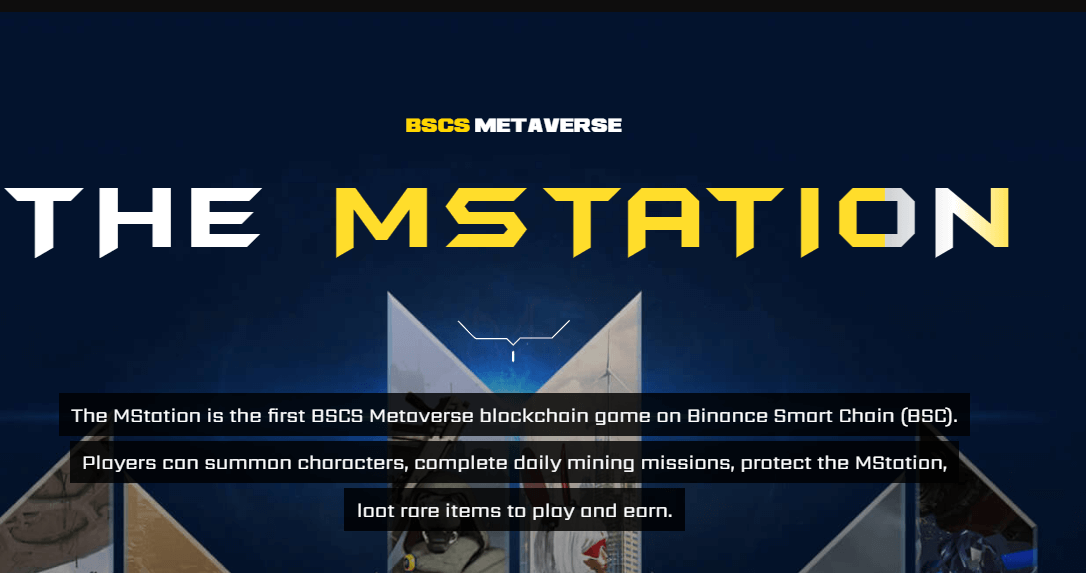 BSCS METAVERSE
THE MSTATION
The MStation is the first BSCS Metaverse blockchain game on Binance Smart Chain (BSC).
Players can summon characters, complete daily mining missions, protect the MStation,
loot rare items to play and earn.